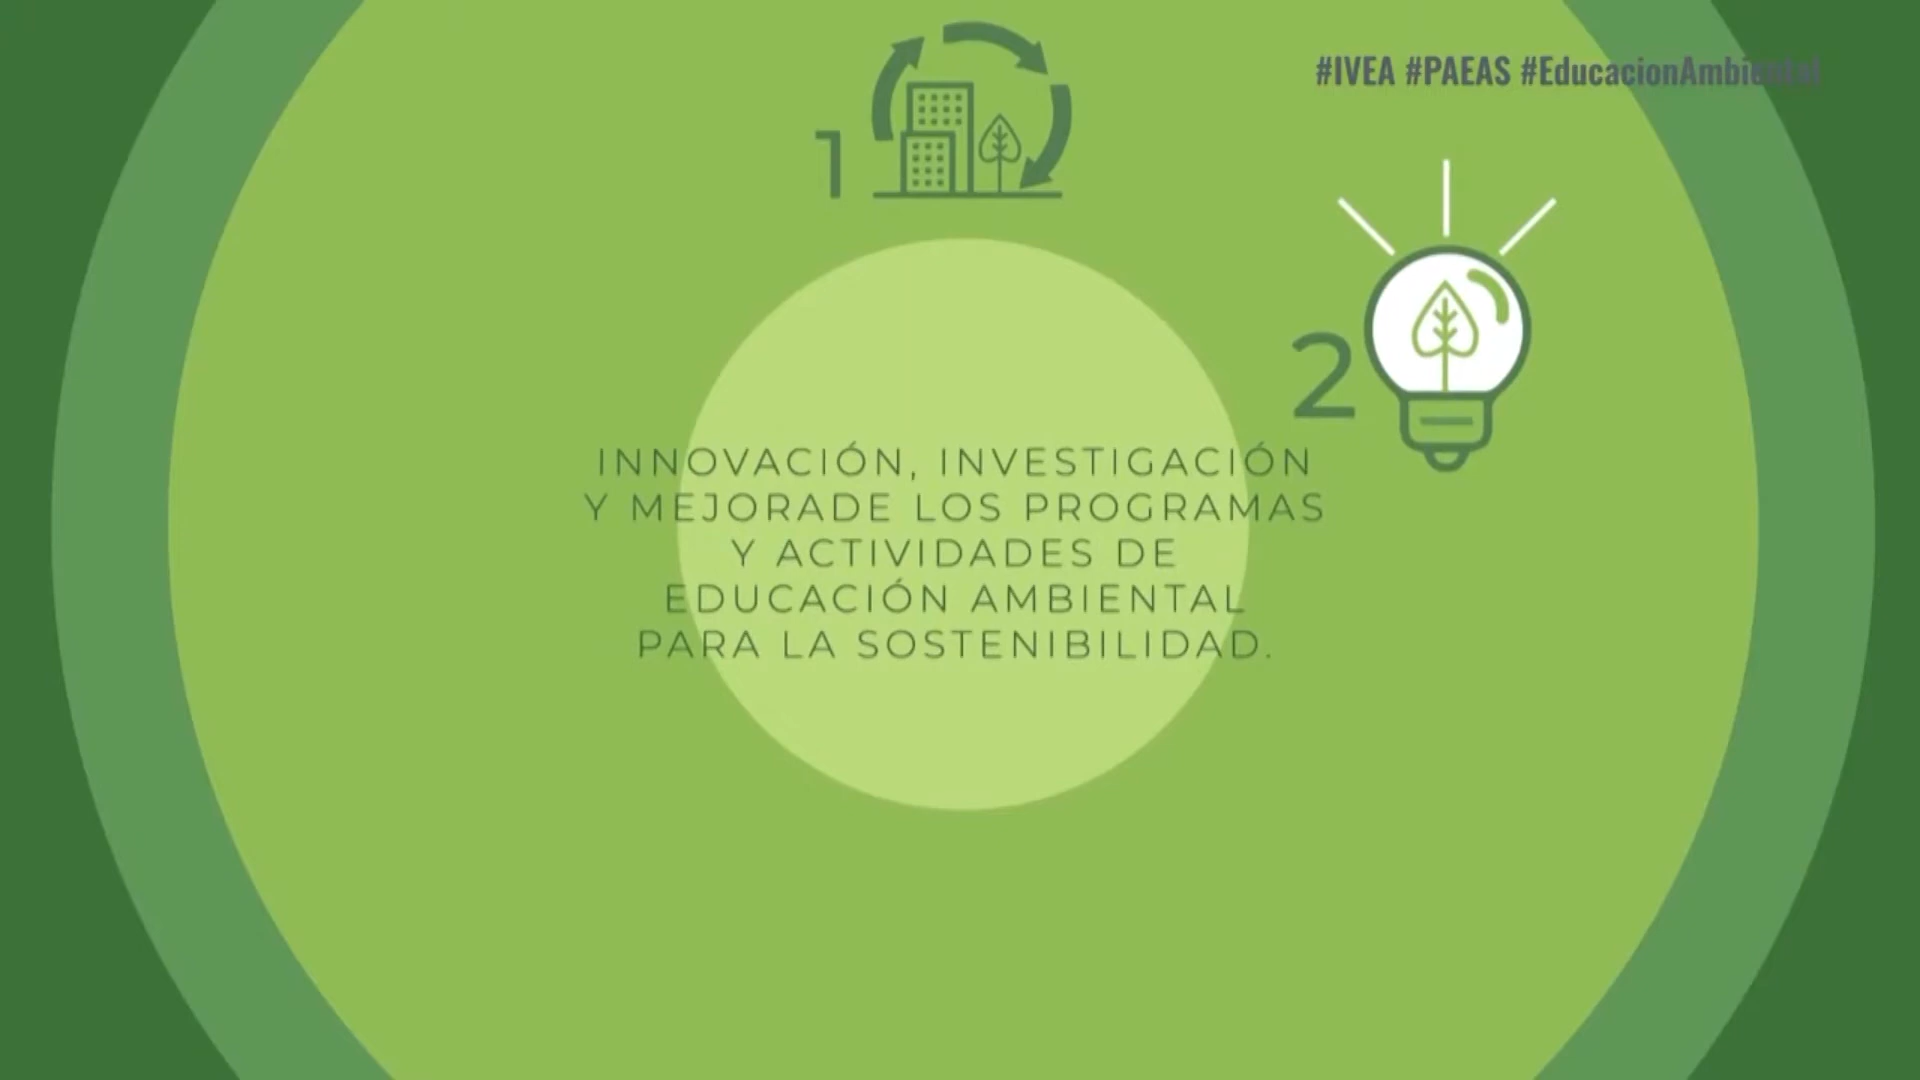 #IVEA #PAEAS #EducacionAmbiental
1
2
INNOVACIÓN, INVESTIGACIÓN
Y MEJORADE LOS PROGRAMAS
Y ACTIVIDADES DE
EDUCACIÓN AMBIENTAL
PARA LA SOSTENIBILIDAD.